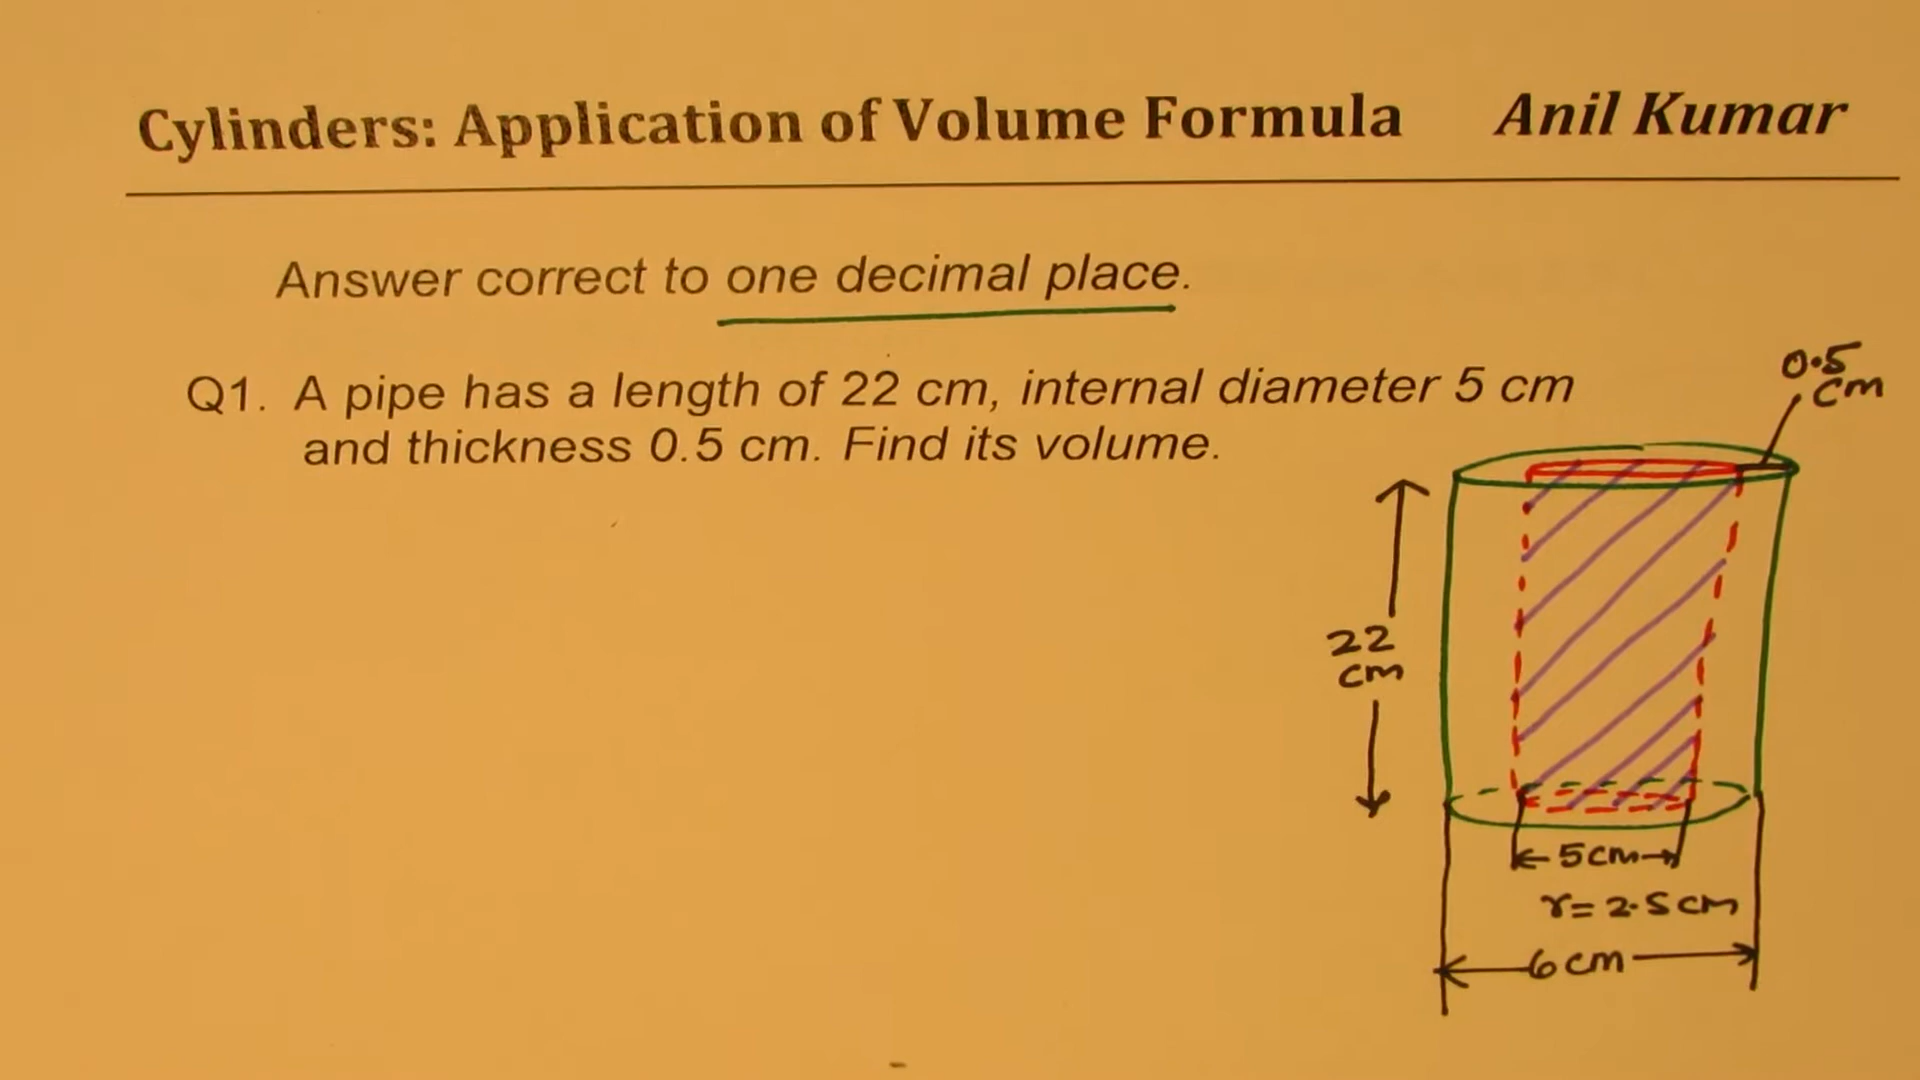 Cylinders: Application of Volume Formula Anil Kumar
Answer correct to one decimal place.
Q1. A pipe has a length of 22 cm, internal diameter 5 cm
and thickness 0.5 cm. Find its volume.
0.5
cm
22
cm
5cm
r=2.5cm
6cm